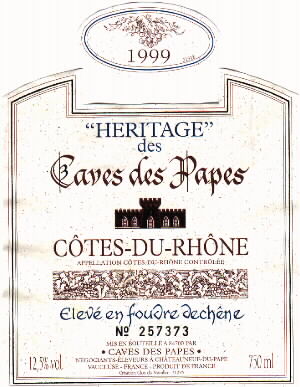 1999
"HERITAGE"
des
Caves des Papes
CÔTES-DU-RHÔNE
APPELLATION CÔTES-DU-RHÔNE CONTRÔLÉE
Elevé en foudre de chêne
Nº 257373
MIS EN BOUTEILLE A 84700 PAR
• CAVES DES PAPES •
12,5%vol.
NÉGOCIANTS-ÉLEVEURS A CHÂTEAUNEUF-DU-PAPE
750 ml
VAUCLUSE - FRANCE - PRODUIT DE FRANCE